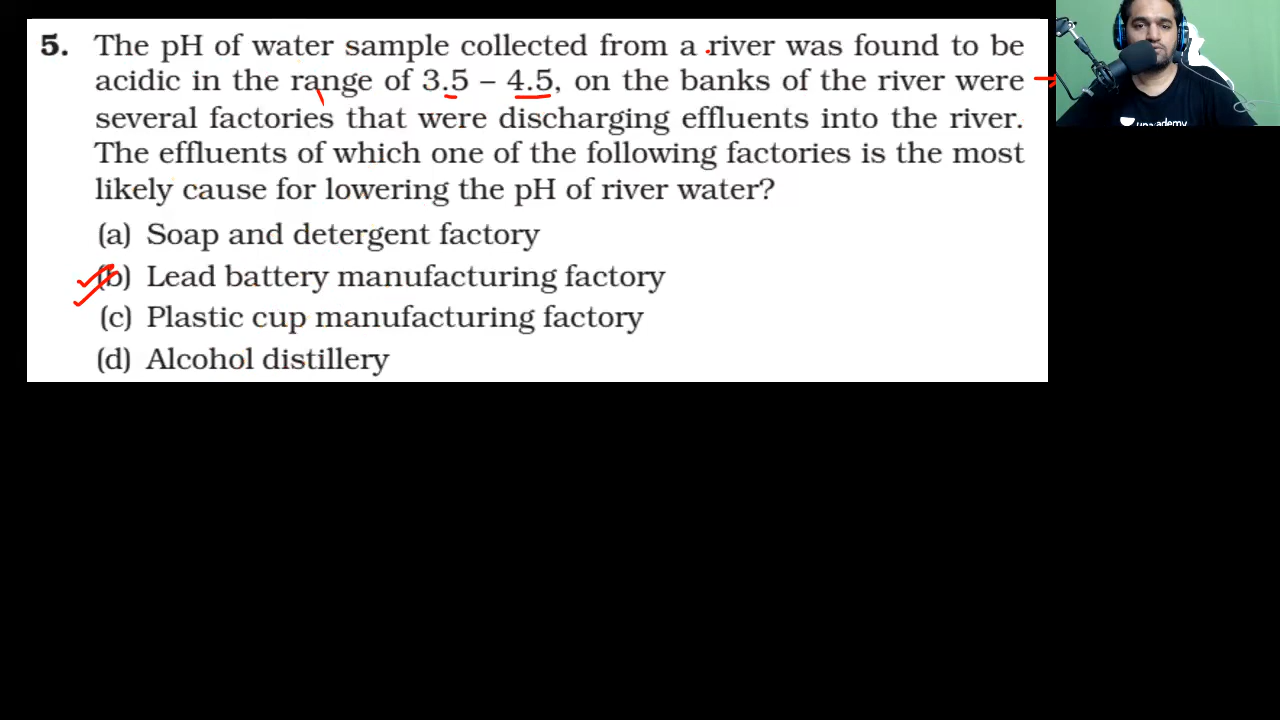 5. The pH of water sample collected from a river was found to be
acidic in the range of 3.5 – 4.5, on the banks of the river were
several factories that were discharging effluents into the river.
The effluents of which one of the following factories is the most
likely cause for lowering the pH of river water?
(a) Soap and detergent factory
(b) Lead battery manufacturing factory
(c) Plastic cup manufacturing factory
(d) Alcohol distillery
unacademy